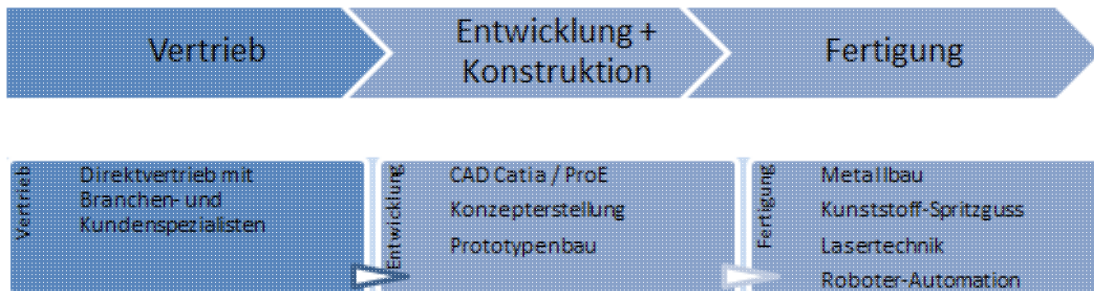 Vertrieb
Entwicklung +
Konstruktion
Fertigung
Vertrieb
Direktvertrieb mit
Branchen- und
Kundenspezialisten
Entwicklung
CAD Catia / ProE
Konzepterstellung
Prototypenbau
Fertigung
Metallbau
Kunststoff-Spritzguss
Lasertechnik
Roboter-Automation